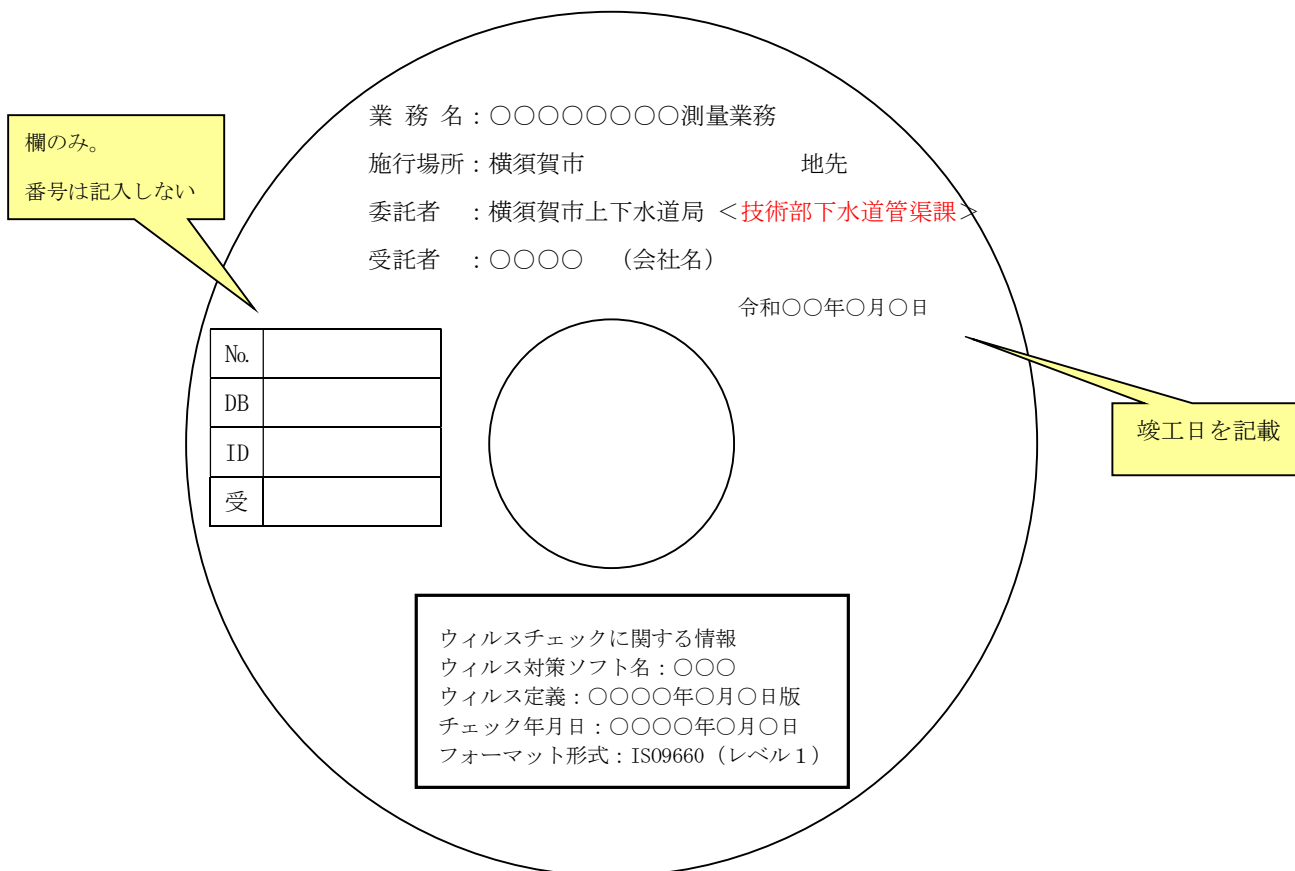 業 務 名：○○○○○○○○測量業務
施行場所：横須賀市　　　　　　　　　地先
委託者　：横須賀市上下水道局 ＜技術部下水道管渠課＞
受託者　：○○○○　（会社名）
令和○○年○月○日
欄のみ。
番号は記入しない
竣工日を記載
No.
DB
ID
受
ウィルスチェックに関する情報
ウィルス対策ソフト名：○○○
ウィルス定義：○○○○年○月○日版
チェック年月日：○○○○年○月○日
フォーマット形式：ISO9660（レベル１）